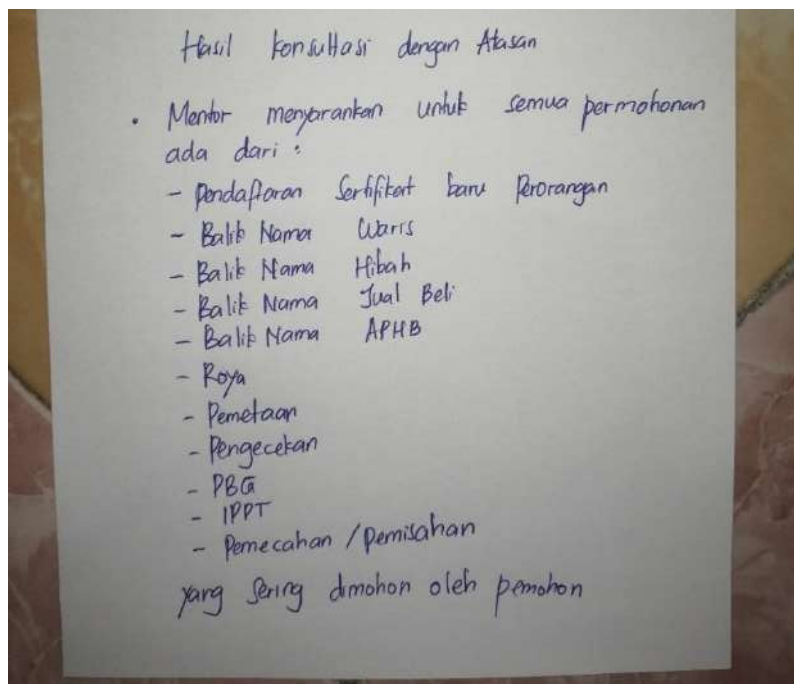 Hasil konsultasi dengan Atasan
• Mentor menyarankan untuk semua permohonan
ada dari :
- Pendaftaran Sertifikat baru Perorangan
- Balik Nama Waris
- Balik Nama Hibah
- Balik Nama Jual Beli
- Balik Nama APHB
- Roya
- Pemetaan
- Pengecekan
- PBG
- IPPT
- Pemecahan / Pemisahan
yang sering dimohon oleh pemohon